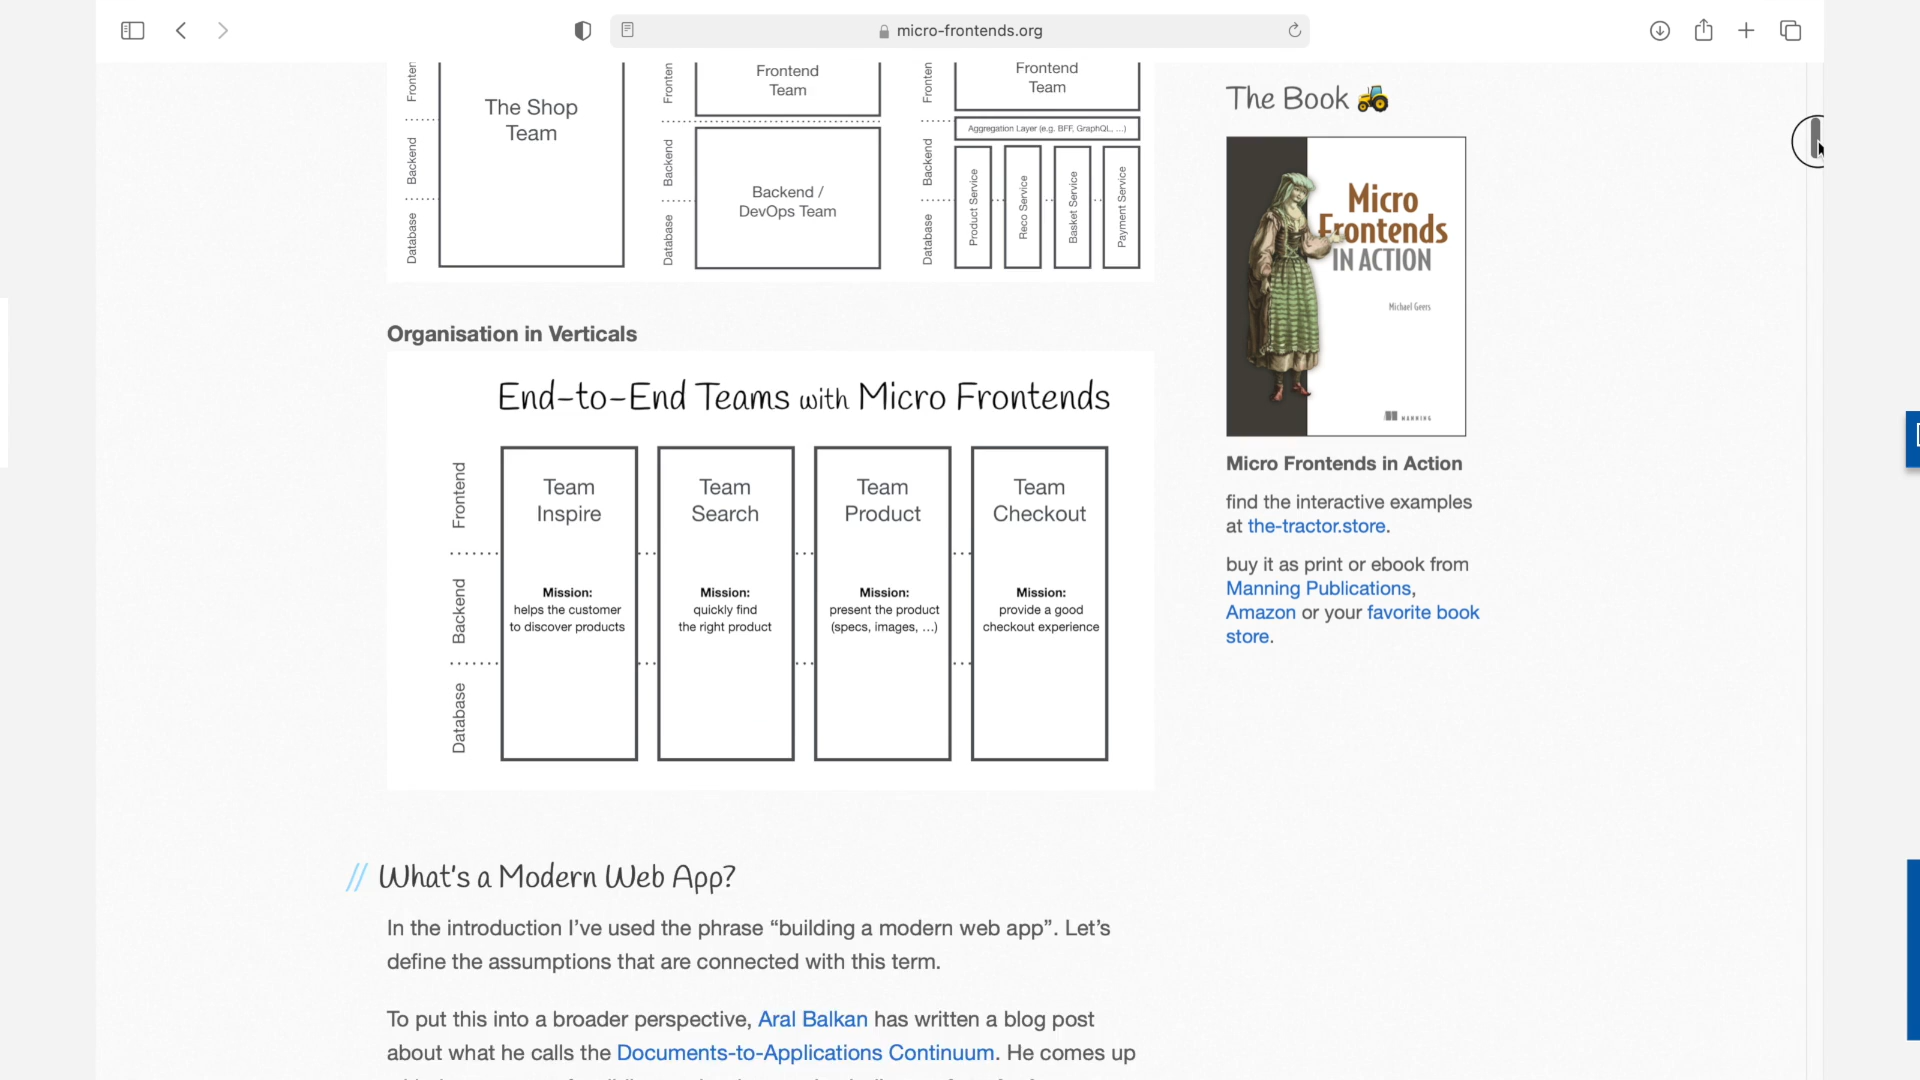 micro-frontends.org
The Shop
Team
Backend
Database
Frontend
Team
Backend /
DevOps Team
Backend
Database
Frontend
Team
Aggregation Layer (e.g. BFF, GraphQL, ...)
Product Service
Reco Service
Basket Service
Payment Service
Backend
Database
Organisation in Verticals
End-to-End Teams with Micro Frontends
Frontend
Backend
Database
Team
Inspire
Mission:
helps the customer
to discover products
Team
Search
Mission:
quickly find
the right product
Team
Product
Mission:
present the product
(specs, images, ...)
Team
Checkout
Mission:
provide a good
checkout experience
// What's a Modern Web App?
In the introduction I’ve used the phrase “building a modern web app”. Let’s
define the assumptions that are connected with this term.
To put this into a broader perspective, Aral Balkan has written a blog post
about what he calls the Documents-to-Applications Continuum. He comes up
The Book
Micro
Frontends
IN ACTION
Michael Geers
MANNING
Micro Frontends in Action
find the interactive examples
at the-tractor.store.
buy it as print or ebook from
Manning Publications,
Amazon or your favorite book
store.